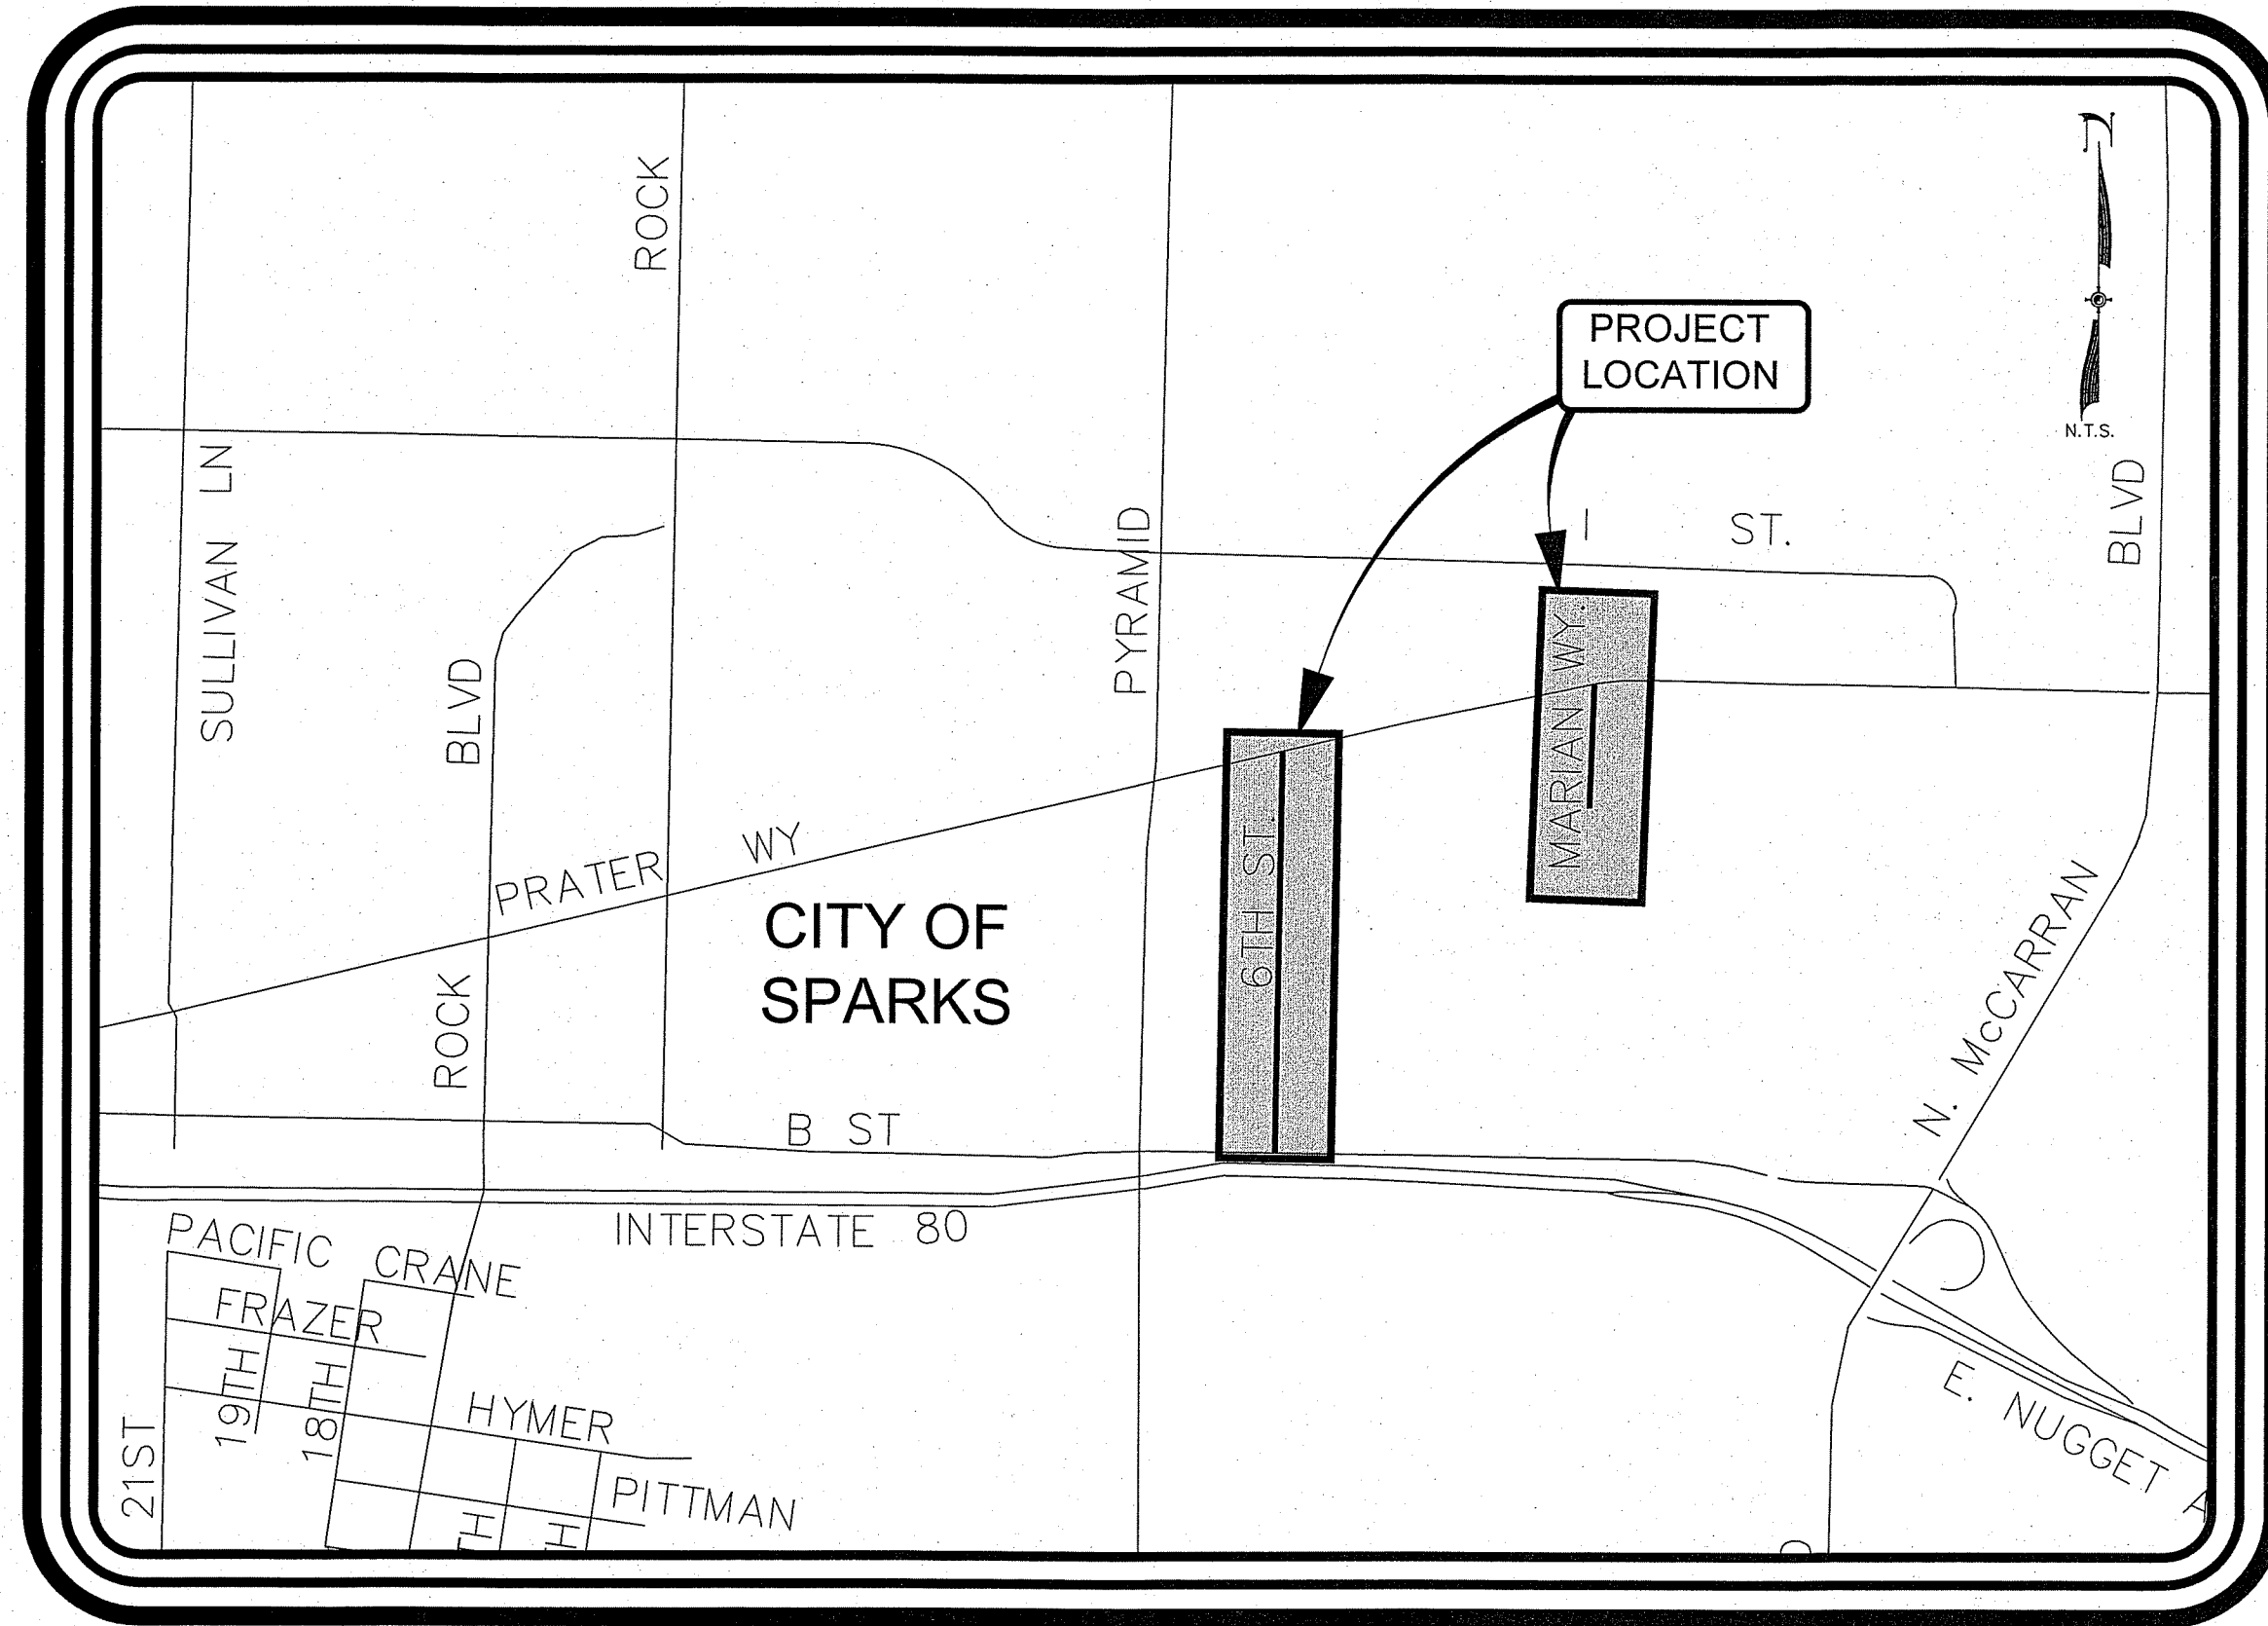 ROCK
PROJECT
LOCATION
N
N.T.S.
SULLIVAN LN
BLVD
PYRAMID
I ST.
BLVD
MARIAN WY.
PRATER WY
6TH ST.
CITY OF
SPARKS
ROCK
N. McCARRAN
B ST
INTERSTATE 80
PACIFIC
CRANE
FRAZER
19TH
18TH
HYMER
21ST
PITTMAN
E. NUGGET A
TH
H